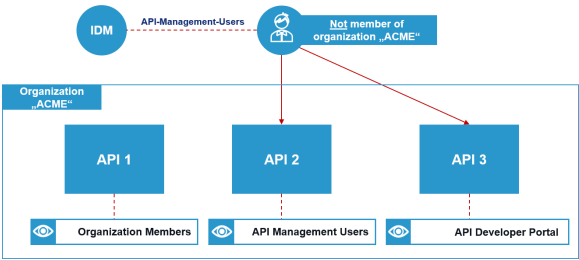 IDM
API-Management-Users
Not member of
organization „ACME“
Organization
„ACME“
API 1
API 2
API 3
Organization Members
API Management Users
API Developer Portal